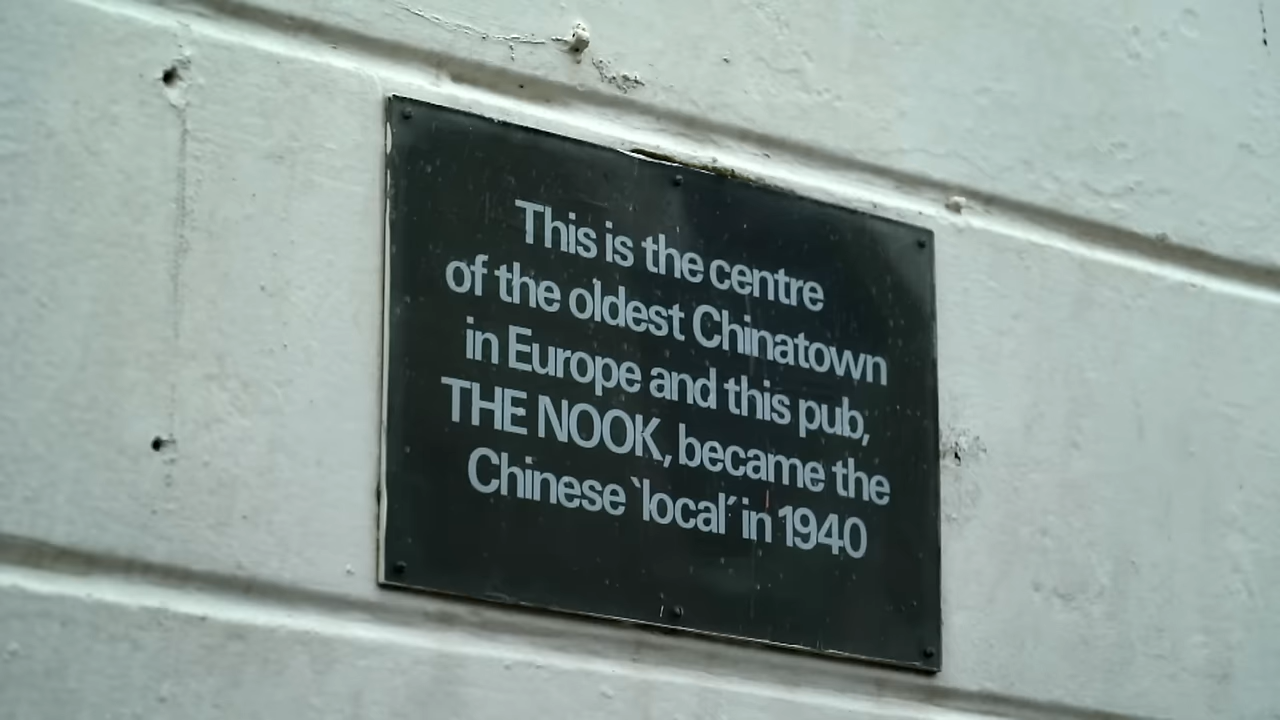 This is the centre
of the oldest Chinatown
in Europe and this pub,
THE NOOK, became the
Chinese `local´ in 1940